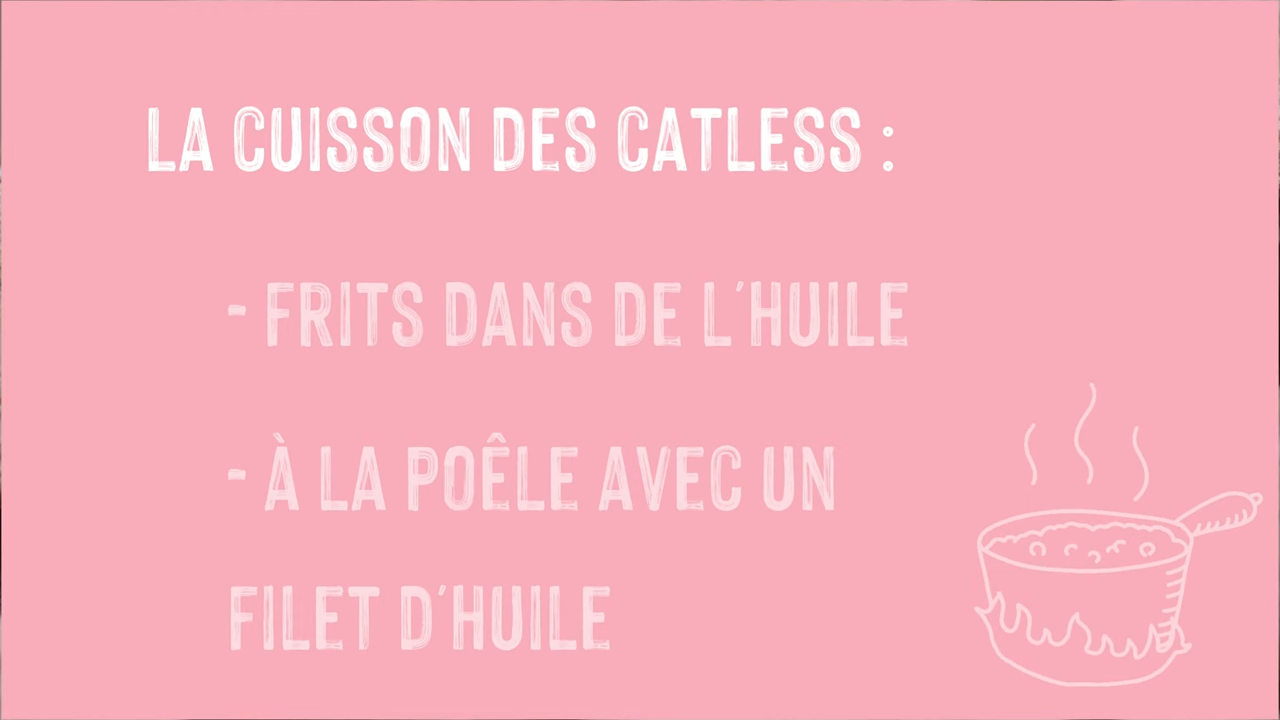 LA CUISSON DES CATLESS :
- FRITS DANS DE L'HUILE
- À LA POÊLE AVEC UN
FILET D'HUILE